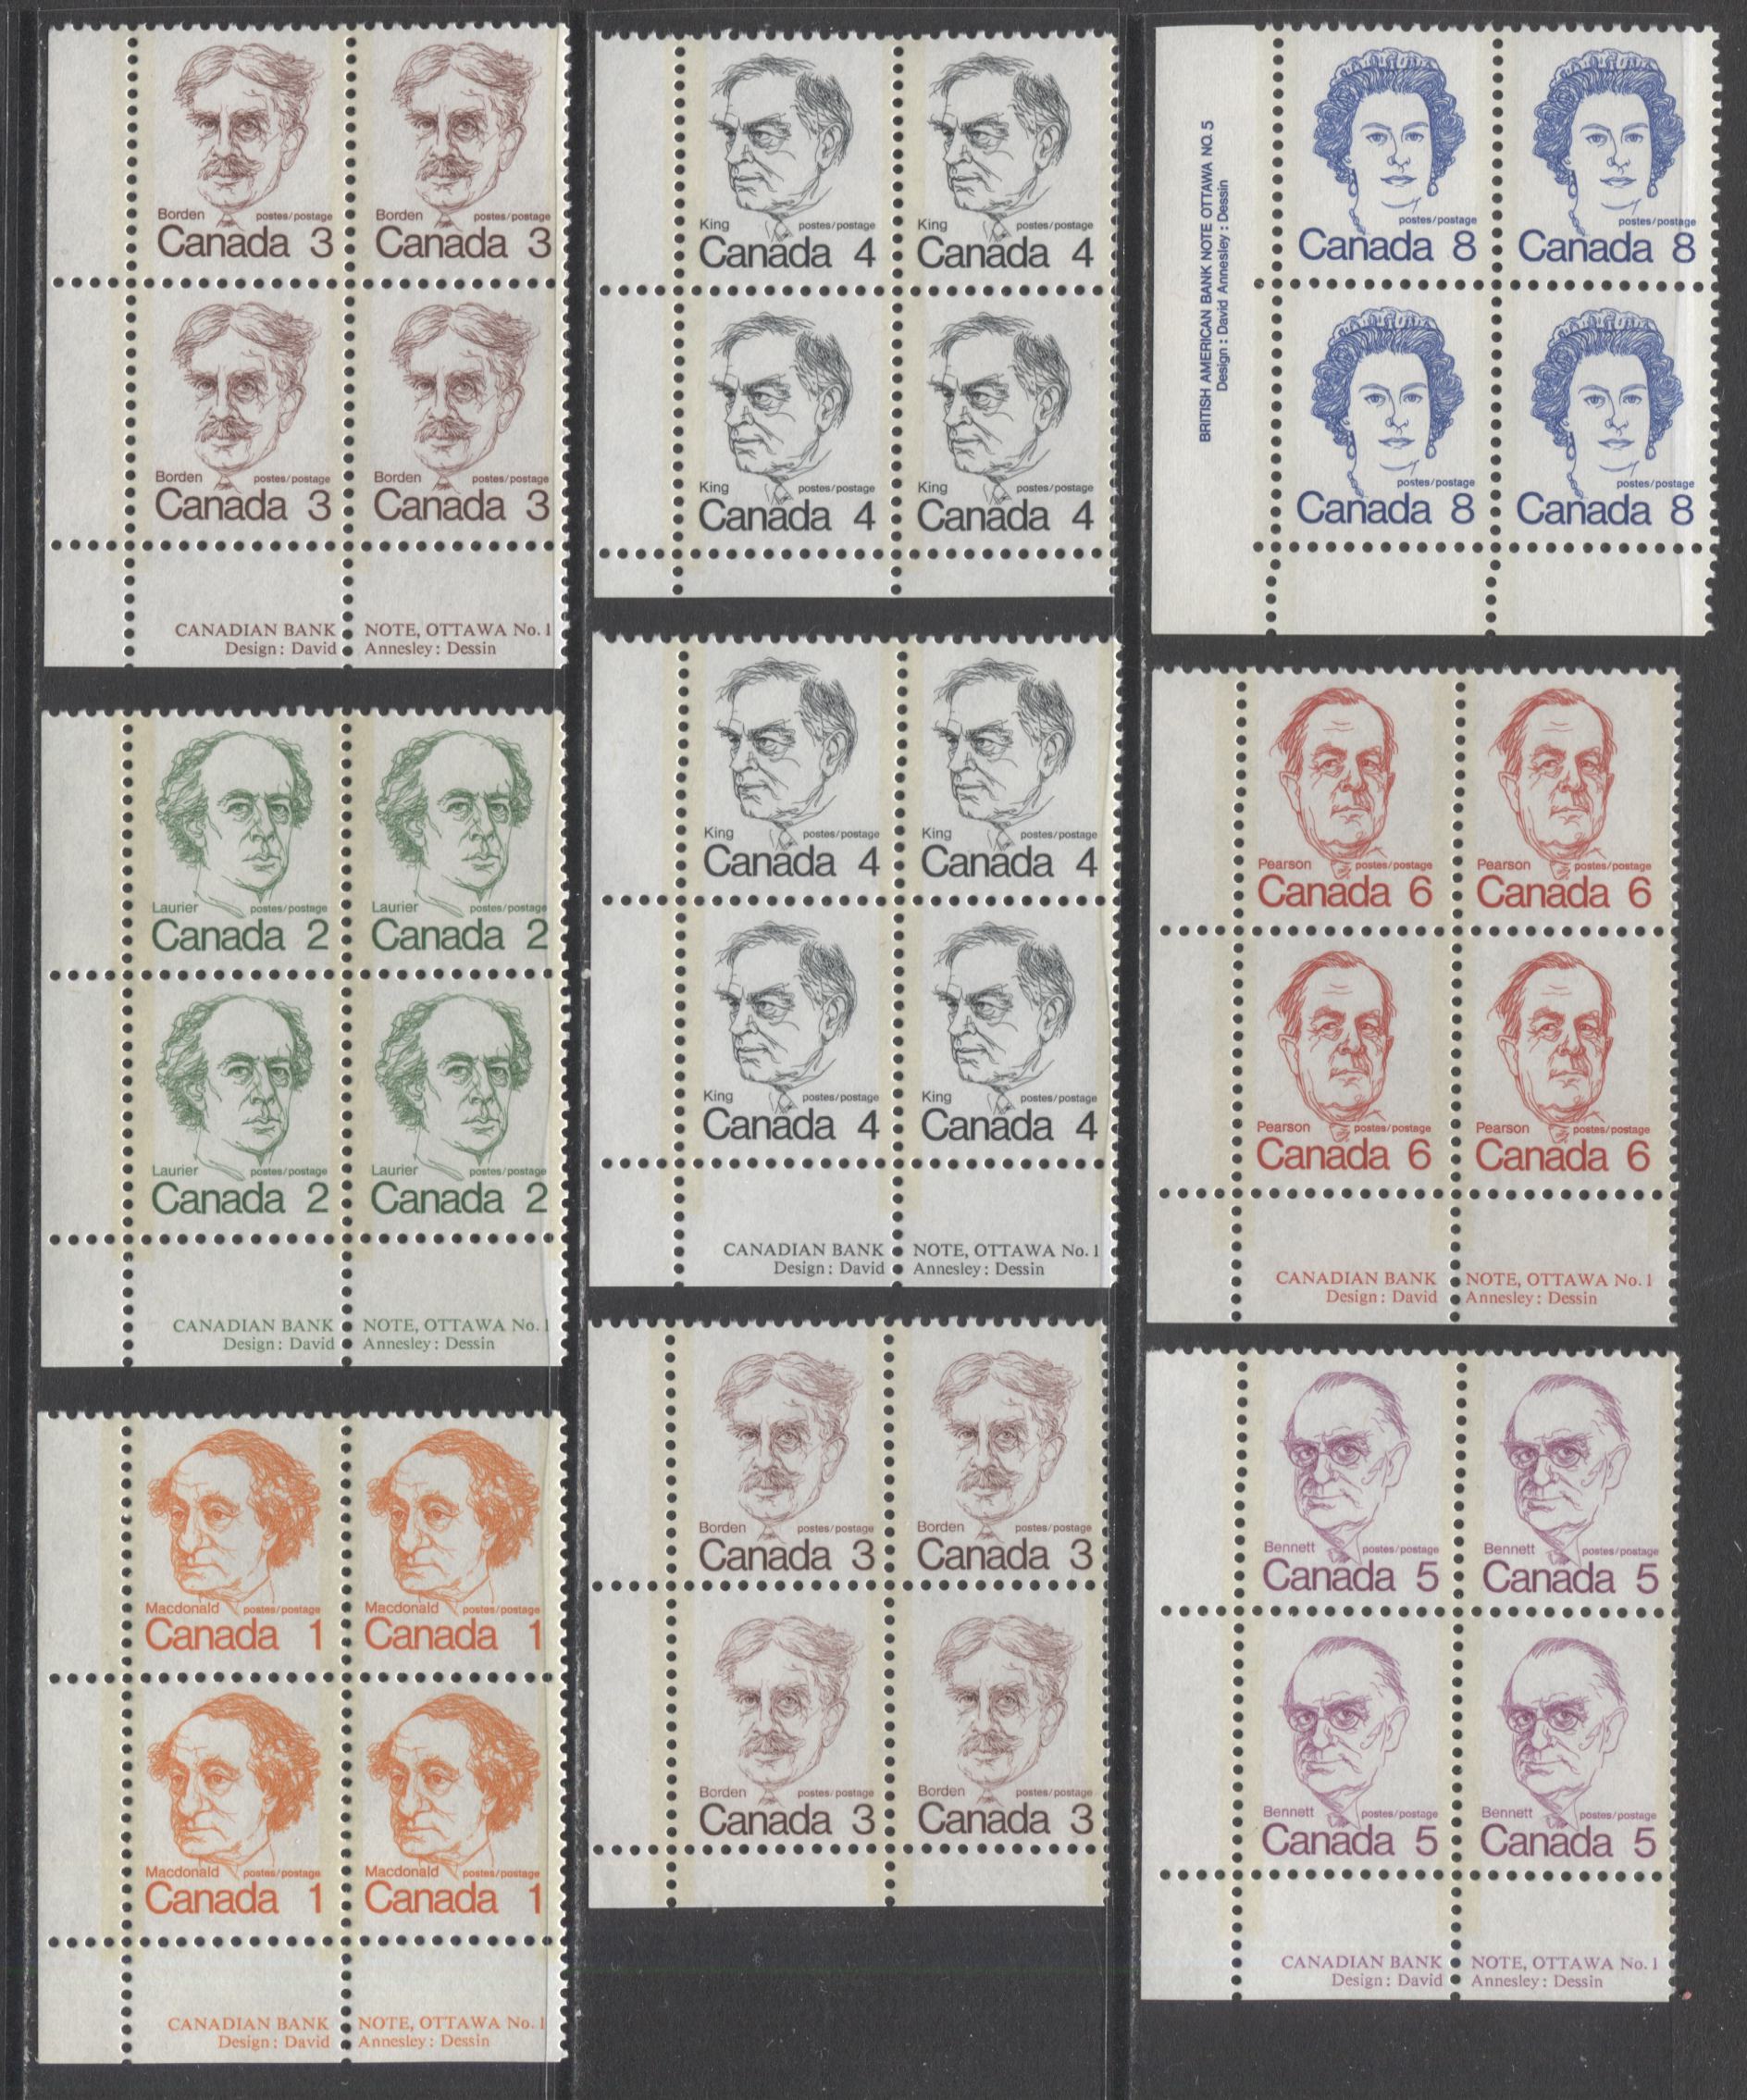 Borden postes/postage Borden postes/postage
Canada 3 Canada 3
Borden postes/postage Borden postes/postage
Canada 3 Canada 3
CANADIAN BANK NOTE, OTTAWA No. 1
Design: David Annesley: Dessin
Laurier postes/postage Laurier postes/postage
Canada 2 Canada 2
Laurier postes/postage Laurier postes/postage
Canada 2 Canada 2
CANADIAN BANK NOTE, OTTAWA No. 1
Design: David Annesley: Dessin
Macdonald postes/postage Macdonald postes/postage
Canada 1 Canada 1
Macdonald postes/postage Macdonald postes/postage
Canada 1 Canada 1
CANADIAN BANK NOTE, OTTAWA No. 1
Design: David Annesley: Dessin
King postes/postage King postes/postage
Canada 4 Canada 4
King postes/postage King postes/postage
Canada 4 Canada 4
King postes/postage King postes/postage
Canada 4 Canada 4
King postes/postage King postes/postage
Canada 4 Canada 4
CANADIAN BANK NOTE, OTTAWA No. 1
Design: David Annesley: Dessin
Borden postes/postage Borden postes/postage
Canada 3 Canada 3
Borden postes/postage Borden postes/postage
Canada 3 Canada 3
BRITISH AMERICAN BANK NOTE OTTAWA NO. 5
Design: David Annesley: Dessin
postes/postage postes/postage
Canada 8 Canada 8
postes/postage postes/postage
Canada 8 Canada 8
Pearson postes/postage Pearson postes/postage
Canada 6 Canada 6
Pearson postes/postage Pearson postes/postage
Canada 6 Canada 6
CANADIAN BANK NOTE, OTTAWA No. 1
Design: David Annesley: Dessin
Bennett postes/postage Bennett postes/postage
Canada 5 Canada 5
Bennett postes/postage Bennett postes/postage
Canada 5 Canada 5
CANADIAN BANK NOTE, OTTAWA No. 1
Design: David Annesley: Dessin